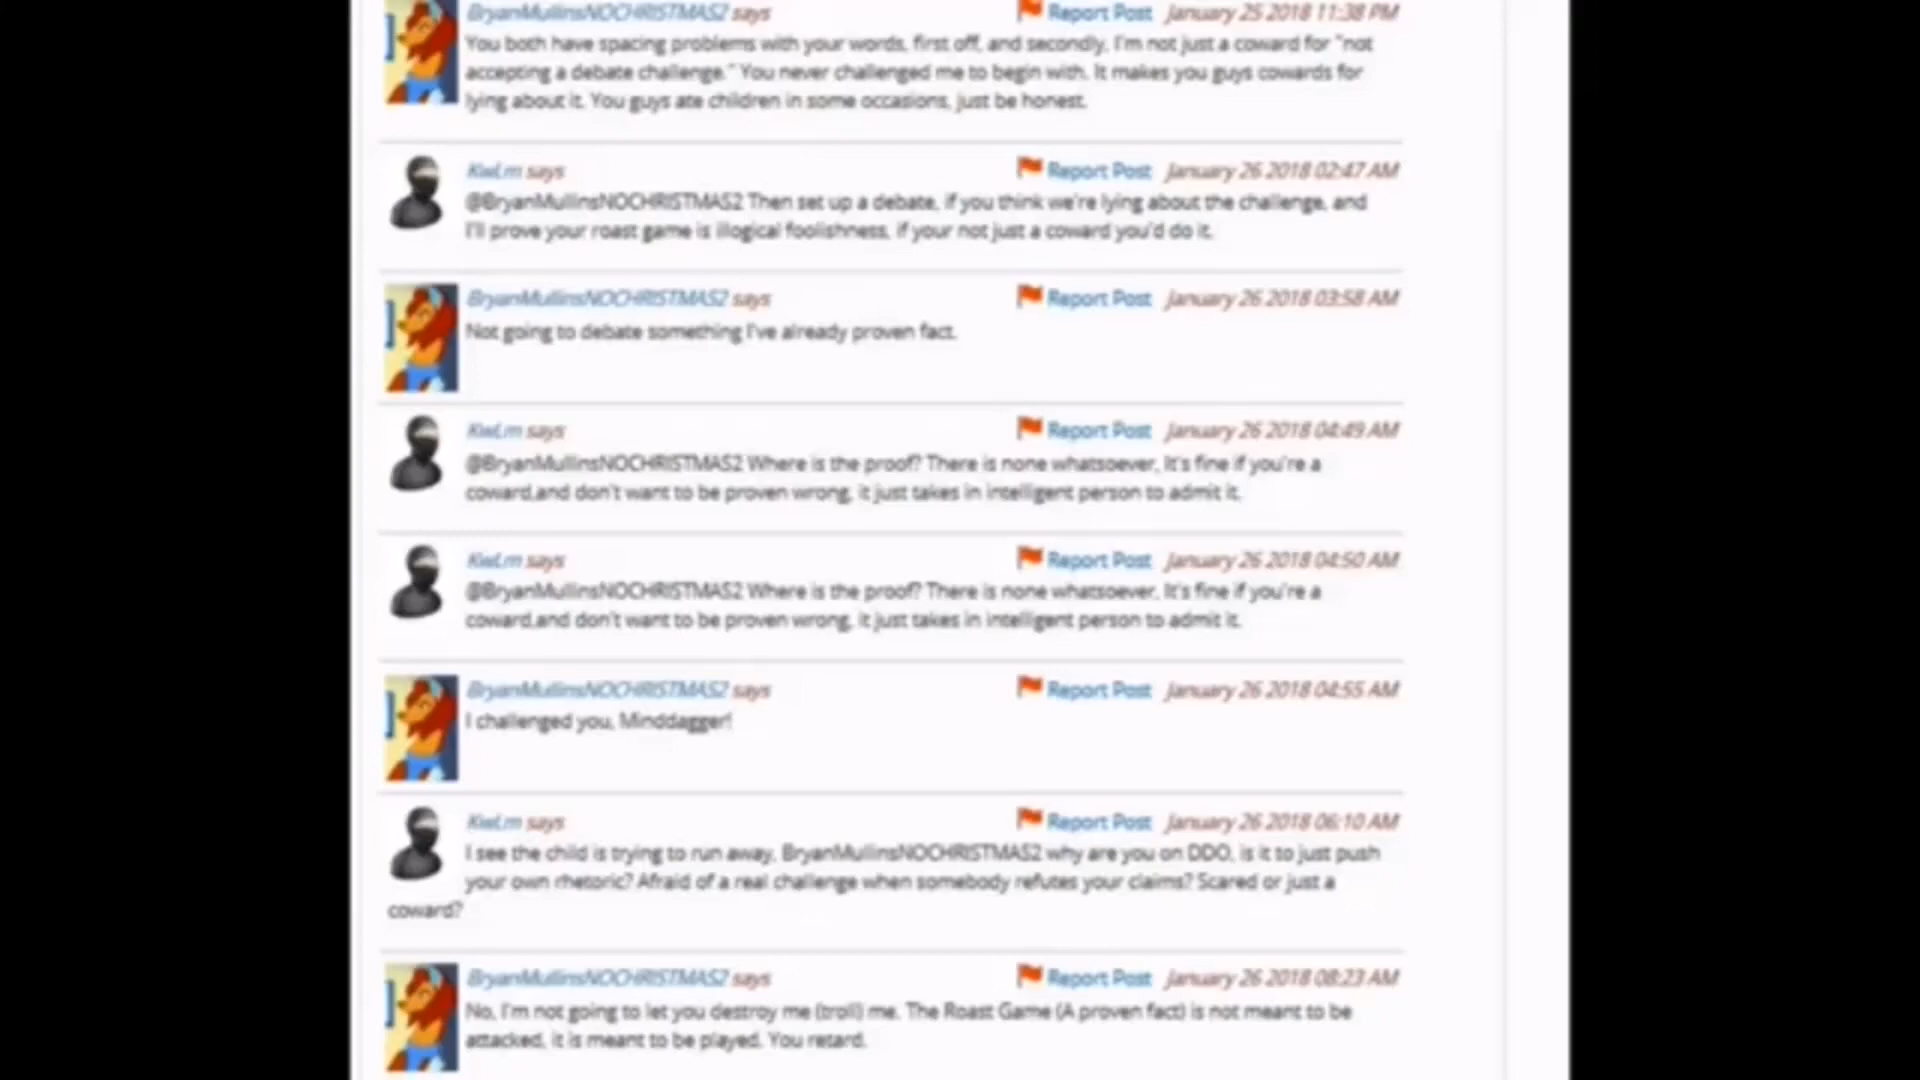 BryanMullinsNOCHRISTMAS2 says Report Post January 25 2018 11:38 PM
You both have spacing problems with your words, first off, and secondly, I'm not just a coward for "not
accepting a debate challenge." You never challenged me to begin with. It makes you guys cowards for
lying about it. You guys ate children in some occasions, just be honest.
says Report Post January 26 2018 02:47 AM
@BryanMullinsNOCHRISTMAS2 Then set up a debate, if you think we're lying about the challenge, and
I'll prove your roast game is illogical foolishness, if your not just a coward you'd do it.
BryanMullinsNOCHRISTMAS2 says Report Post January 26 2018 03:58 AM
Not going to debate something I've already proven fact.
says Report Post January 26 2018 04:49 AM
@BryanMullinsNOCHRISTMAS2 Where is the proof? There is none whatsoever, It's fine if you're a
coward,and don't want to be proven wrong, it just takes in intelligent person to admit it.
says Report Post January 26 2018 04:50 AM
@BryanMullinsNOCHRISTMAS2 Where is the proof? There is none whatsoever, It's fine if you're a
coward,and don't want to be proven wrong, it just takes in intelligent person to admit it.
BryanMullinsNOCHRISTMAS2 says Report Post January 26 2018 04:55 AM
I challenged you, Minddagger!
says Report Post January 26 2018 06:10 AM
I see the child is trying to run away, BryanMullinsNOCHRISTMAS2 why are you on DDO, is it to just push
your own rhetoric? Afraid of a real challenge when somebody refutes your claims? Scared or just a
coward?
BryanMullinsNOCHRISTMAS2 says Report Post January 26 2018 08:23 AM
No, I'm not going to let you destroy me (troll) me. The Roast Game (A proven fact) is not meant to be
attacked, it is meant to be played. You retard.